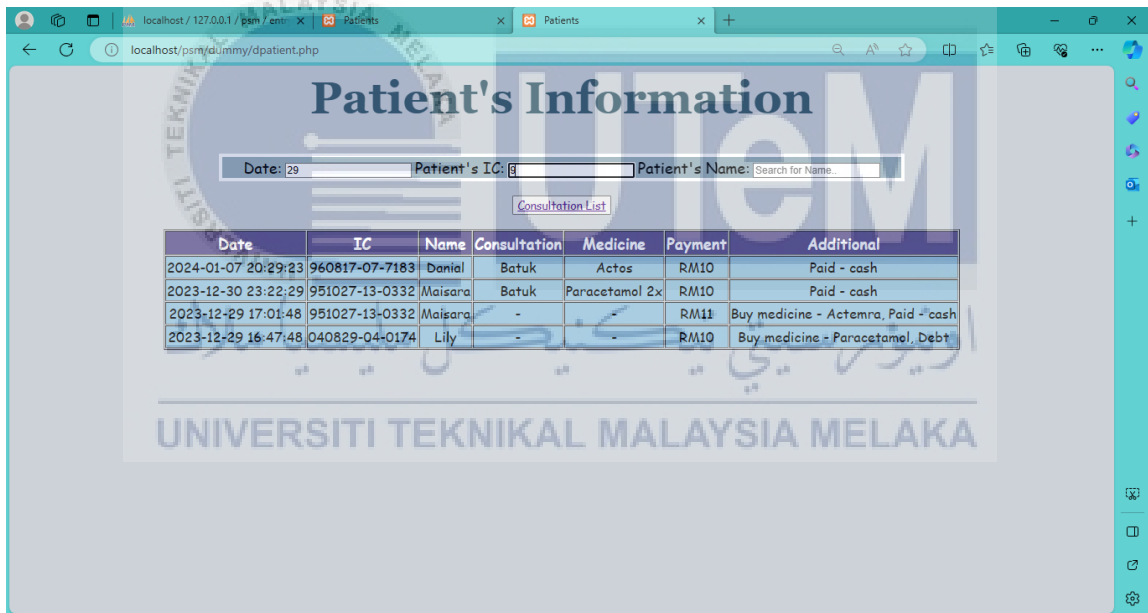 localhost / 127.0.0.1 / psm / ent
Patients
Patients
localhost/psm/dummy/dpatient.php
Patient's Information
Date: 29 Patient's IC: 9 Patient's Name: Search for Name..
Consultation List
Date IC Name Consultation Medicine Payment Additional
2024-01-07 20:29:23 960817-07-7183 Danial Batuk Actos RM10 Paid - cash
2023-12-30 23:22:29 951027-13-0332 Maisara Batuk Paracetamol 2x RM10 Paid - cash
2023-12-29 17:01:48 951027-13-0332 Maisara - - RM11 Buy medicine - Actemra, Paid - cash
2023-12-29 16:47:48 040829-04-0174 Lily - - RM10 Buy medicine - Paracetamol, Debt
UTeM
اونيورسيتي تيكنيكل مليسيا ملاك
UNIVERSITI TEKNIKAL MALAYSIA MELAKA